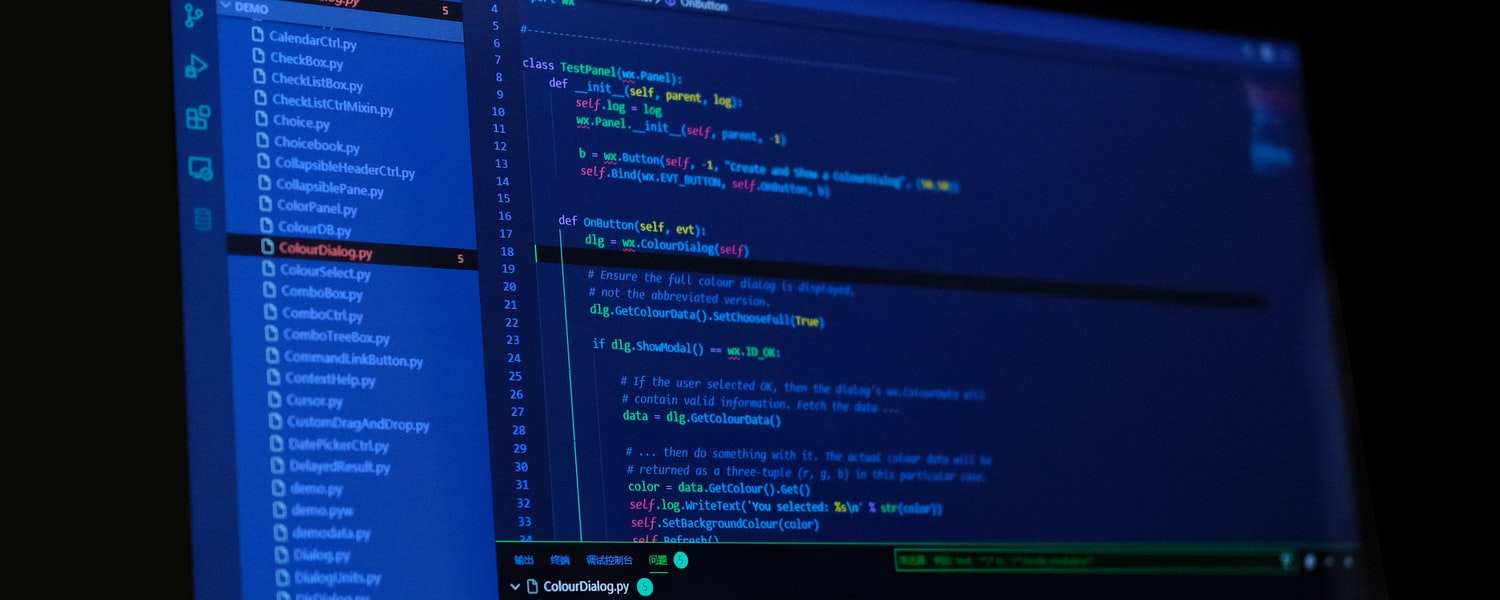 DEMO
5
CalendarCtrl.py
CheckBox.py
CheckListBox.py
CheckListCtrlMixin.py
Choice.py
Choicebook.py
CollapsibleHeaderCtrl.py
CollapsiblePane.py
ColorPanel.py
ColourDB.py
ColourDialog.py 5
ColourSelect.py
ComboBox.py
ComboCtrl.py
ComboTreeBox.py
CommandLinkButton.py
ContextHelp.py
Cursor.py
CustomDragAndDrop.py
DatePickerCtrl.py
DelayedResult.py
demo.py
demo.pyw
demodata.py
Dialog.py
DialogUnits.py
OnButton
4 wx
5
6 #
7 class TestPanel(wx.Panel):
8 def __init__(self, parent, log):
9 self.log = log
10 wx.Panel.__init__(self, parent, -1)
11
12 b = wx.Button(self, -1, "Create and Show a ColourDialog", (50,50))
13 self.Bind(wx.EVT_BUTTON, self.OnButton, b)
14
15
16 def OnButton(self, evt):
17 dlg = wx.ColourDialog(self)
18
19 # Ensure the full colour dialog is displayed,
20 # not the abbreviated version.
21 dlg.GetColourData().SetChooseFull(True)
22
23 if dlg.ShowModal() == wx.ID_OK:
24
25 # If the user selected OK, then the dialog's wx.ColourData will
26 # contain valid information. Fetch the data ...
27 data = dlg.GetColourData()
28
29 # ... then do something with it. The actual colour data will be
30 # returned as a three-tuple (r, g, b) in this particular case.
31 color = data.GetColour().Get()
32 self.log.WriteText('You selected: %s\n' % str(color))
33 self.SetBackgroundColour(color)
34 self.Refresh()
输出 终端 调试控制台 问题 5
ColourDialog.py 5